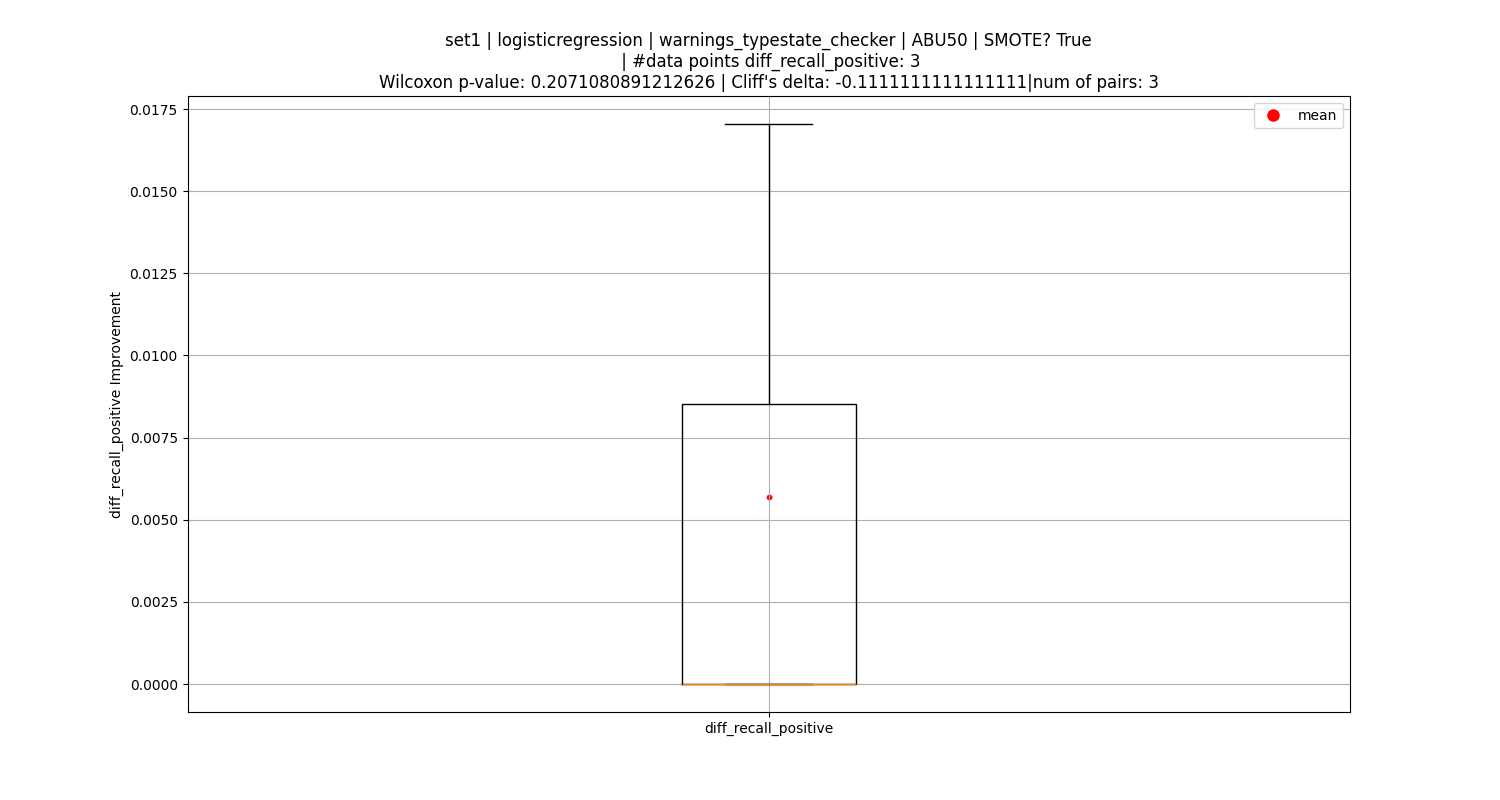 set1 | logisticregression | warnings_typestate_checker | ABU50 | SMOTE? True
| #data points diff_recall_positive: 3
Wilcoxon p-value: 0.2071080891212626 | Cliff's delta: -0.1111111111111111|num of pairs: 3
mean
0.0175
0.0150
0.0125
0.0100
0.0075
0.0050
0.0025
0.0000
diff_recall_positive Improvement
diff_recall_positive